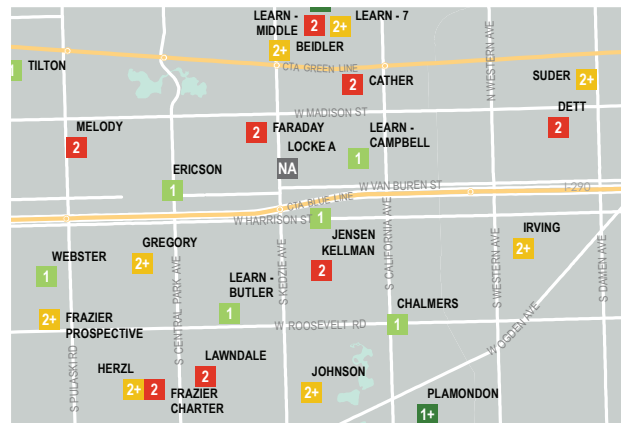 LEARN -
MIDDLE
2
2+
LEARN - 7
2+
BEIDLER
CTA GREEN LINE
1
TILTON
2
CATHER
SUDER
2+
N WESTERN AVE
W MADISON ST
DETT
2
MELODY
2
2
FARADAY
LEARN -
CAMPBELL
1
LOCKE A
NA
ERICSON
1
W VAN BUREN ST
I-290
CTA BLUE LINE
W HARRISON ST
1
JENSEN
KELLMAN
2
IRVING
2+
GREGORY
2+
WEBSTER
1
S CENTRAL PARK AVE
S KEDZIE AVE
S CALIFORNIA AVE
S WESTERN AVE
S DAMEN AVE
LEARN -
BUTLER
1
CHALMERS
1
2+
FRAZIER
PROSPECTIVE
W ROOSEVELT RD
W OGDEN AVE
S PULASKI RD
HERZL
2+
2
FRAZIER
CHARTER
LAWNDALE
2
JOHNSON
2+
PLAMONDON
1+